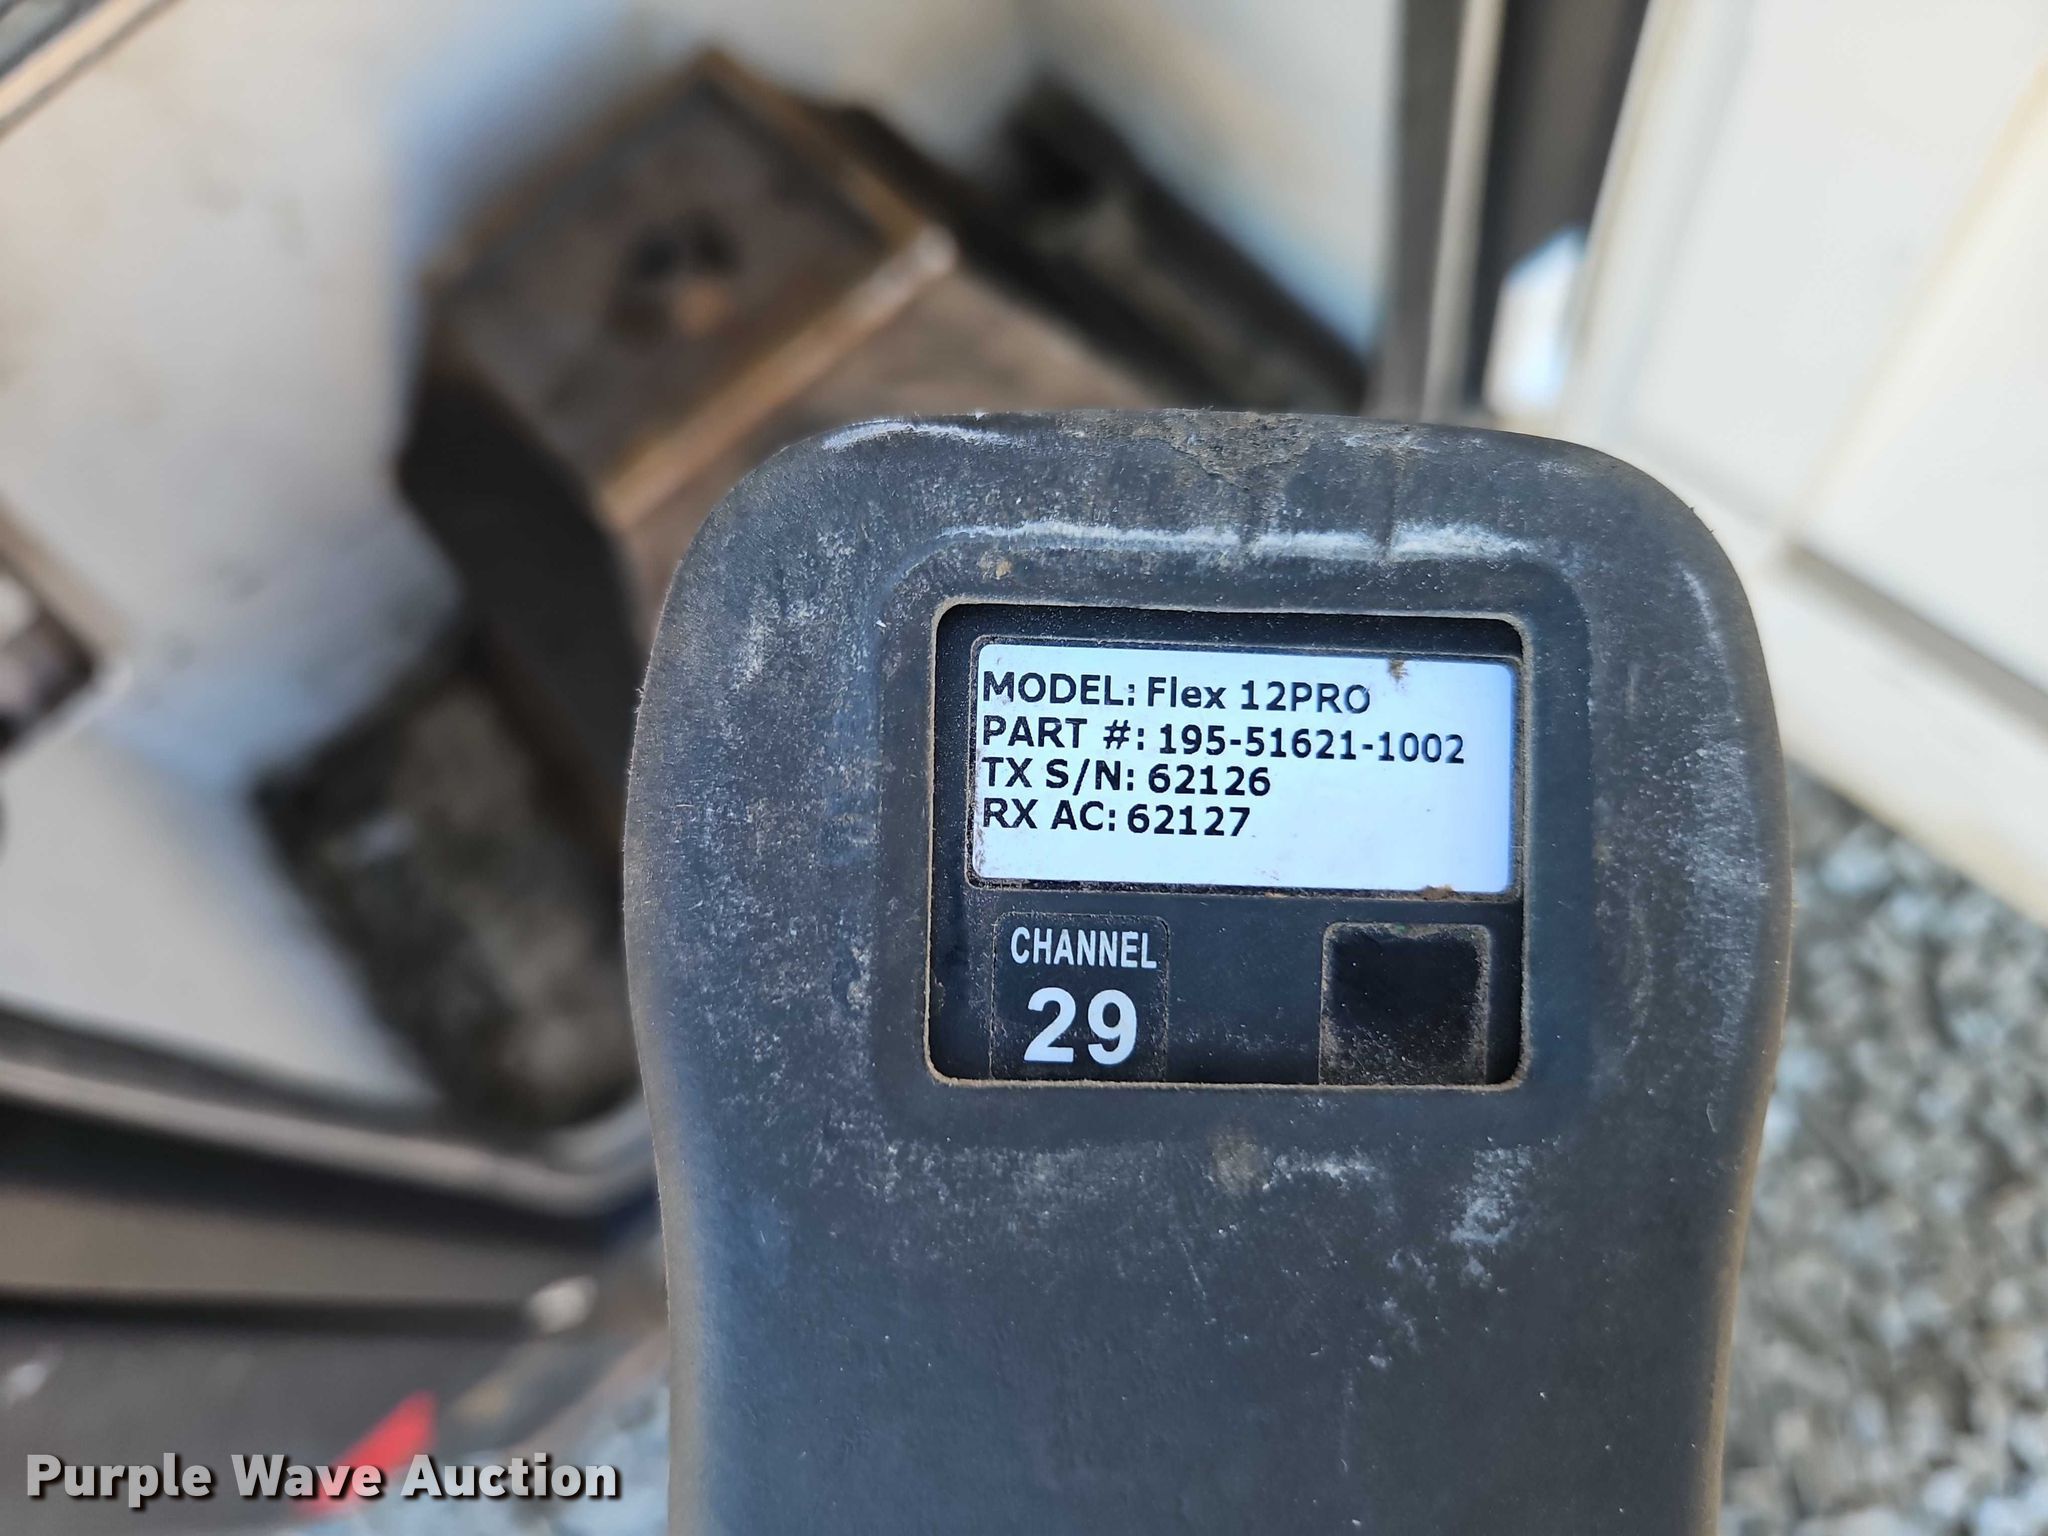 MODEL: Flex 12PRO
PART #: 195-51621-1002
TX S/N: 62126
RX AC: 62127
CHANNEL
29
Purple Wave Auction